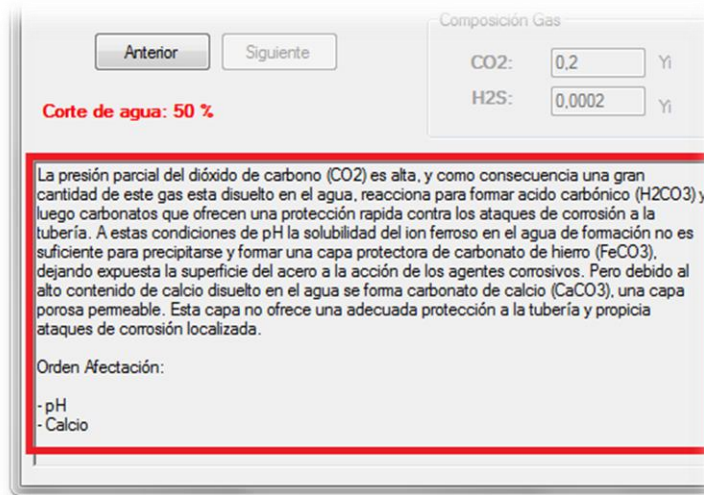 Composición Gas
Anterior
Siguiente
CO2:
0,2
Yi
H2S:
0,0002
Yi
Corte de agua: 50 %
La presión parcial del dióxido de carbono (CO2) es alta, y como consecuencia una gran
cantidad de este gas esta disuelto en el agua, reacciona para formar acido carbónico (H2CO3) y
luego carbonatos que ofrecen una protección rapida contra los ataques de corrosión a la
tubería. A estas condiciones de pH la solubilidad del ion ferroso en el agua de formación no es
suficiente para precipitarse y formar una capa protectora de carbonato de hierro (FeCO3),
dejando expuesta la superficie del acero a la acción de los agentes corrosivos. Pero debido al
alto contenido de calcio disuelto en el agua se forma carbonato de calcio (CaCO3), una capa
porosa permeable. Esta capa no ofrece una adecuada protección a la tubería y propicia
ataques de corrosión localizada.
Orden Afectación:
- pH
- Calcio